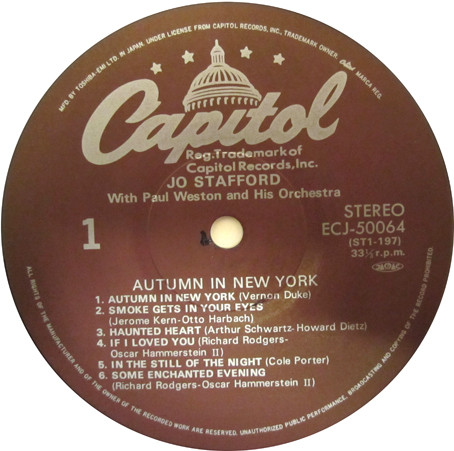 MFD. BY TOSHIBA-EMI LTD. IN JAPAN, UNDER LICENSE FROM CAPITOL RECORDS, INC., TRADEMARK OWNER, Capitol MARCA REG.
Capitol
Reg. Trademark of
Capitol Records, Inc.
JO STAFFORD
With Paul Weston and His Orchestra
1
STEREO
ECJ-50064
(ST1-197)
33⅓ r.p.m.
AUTUMN IN NEW YORK
1. AUTUMN IN NEW YORK (Vernon Duke)
2. SMOKE GETS IN YOUR EYES
(Jerome Kern-Otto Harbach)
3. HAUNTED HEART (Arthur Schwartz-Howard Dietz)
4. IF I LOVED YOU (Richard Rodgers-
Oscar Hammerstein II)
5. IN THE STILL OF THE NIGHT (Cole Porter)
6. SOME ENCHANTED EVENING
(Richard Rodgers-Oscar Hammerstein II)
ALL RIGHTS OF THE MANUFACTURER AND OF THE OWNER OF THE RECORDED WORK ARE RESERVED. UNAUTHORIZED PUBLIC PERFORMANCE, BROADCASTING AND COPYING OF THIS RECORD PROHIBITED